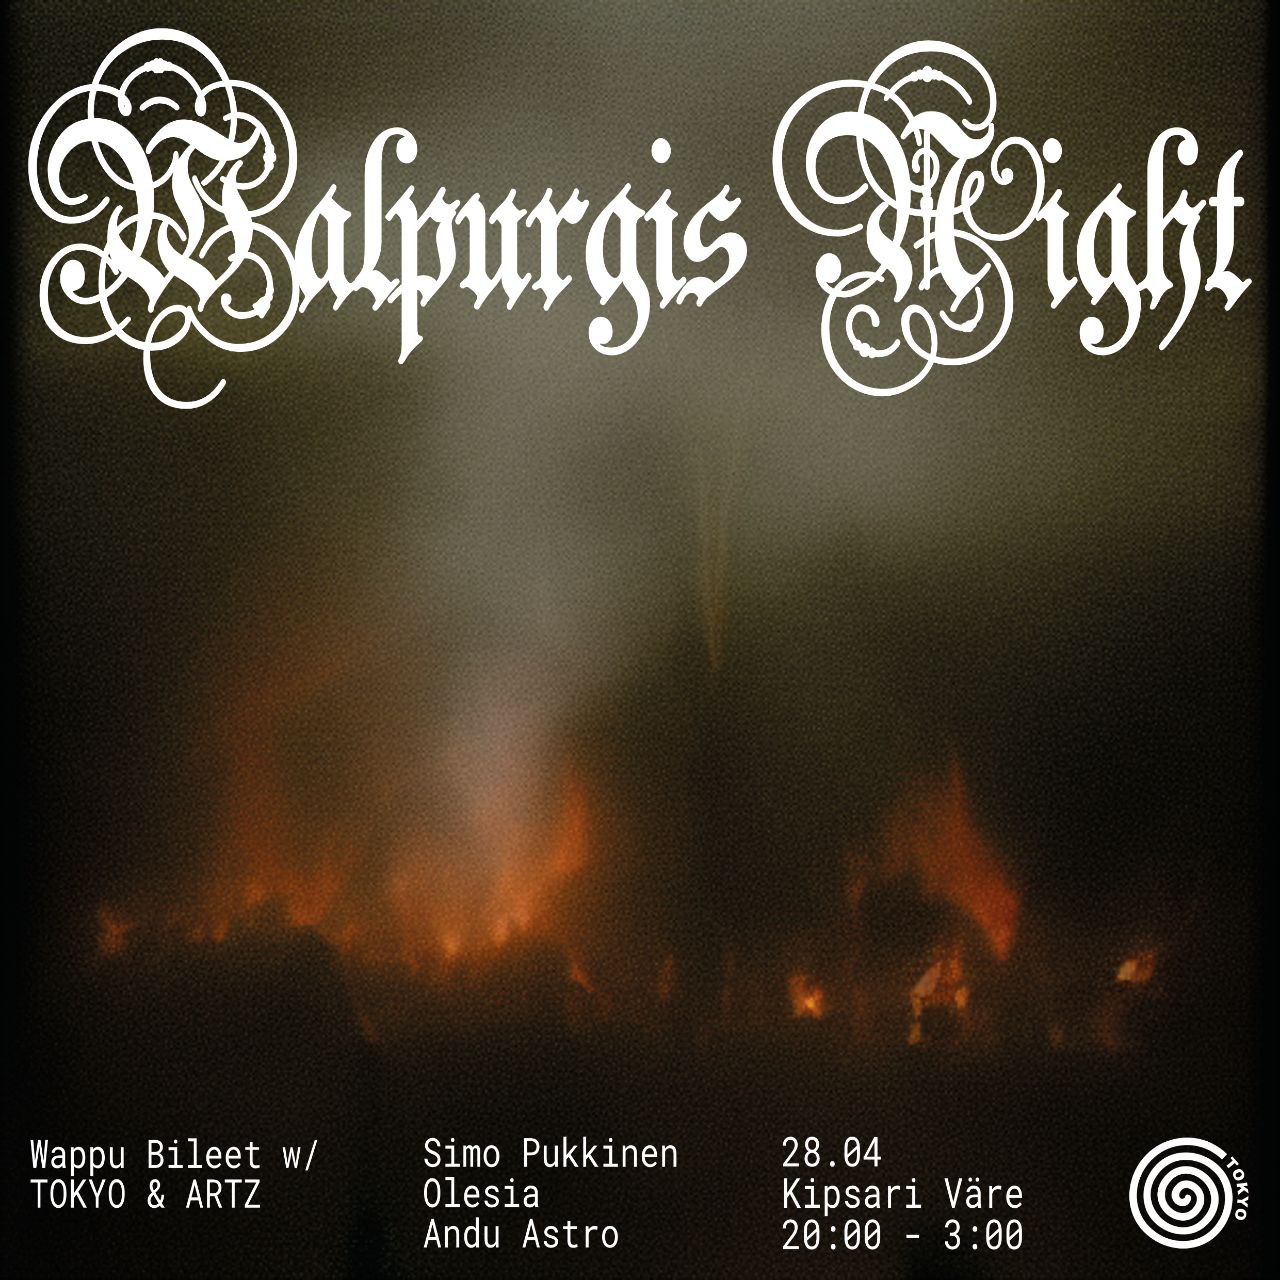 Walpurgis Night
Wappu Bileet w/
TOKYO & ARTZ
Simo Pukkinen
Olesia
Andu Astro
28.04
Kipsari Väre
20:00 - 3:00
TOKYO